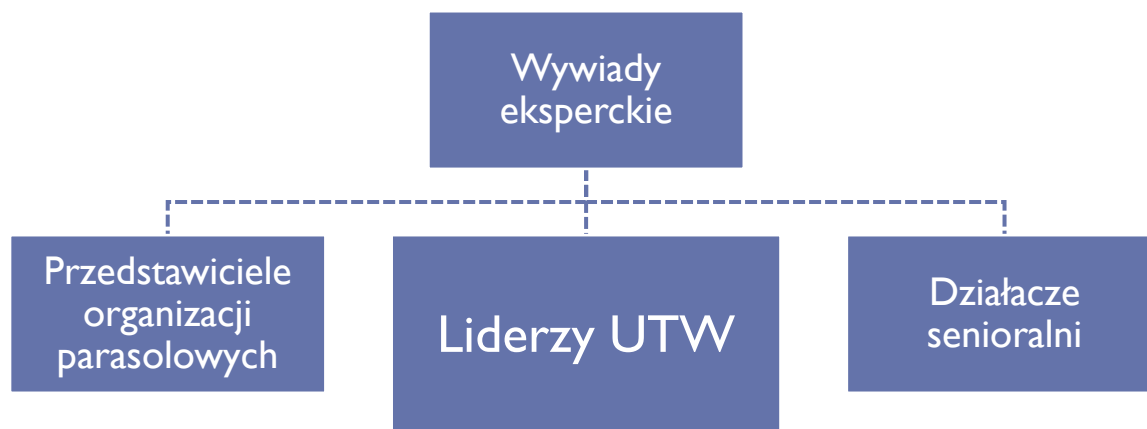 Wywiady
eksperckie
Przedstawiciele
organizacji
parasolowych
Liderzy UTW
Działacze
senioralni